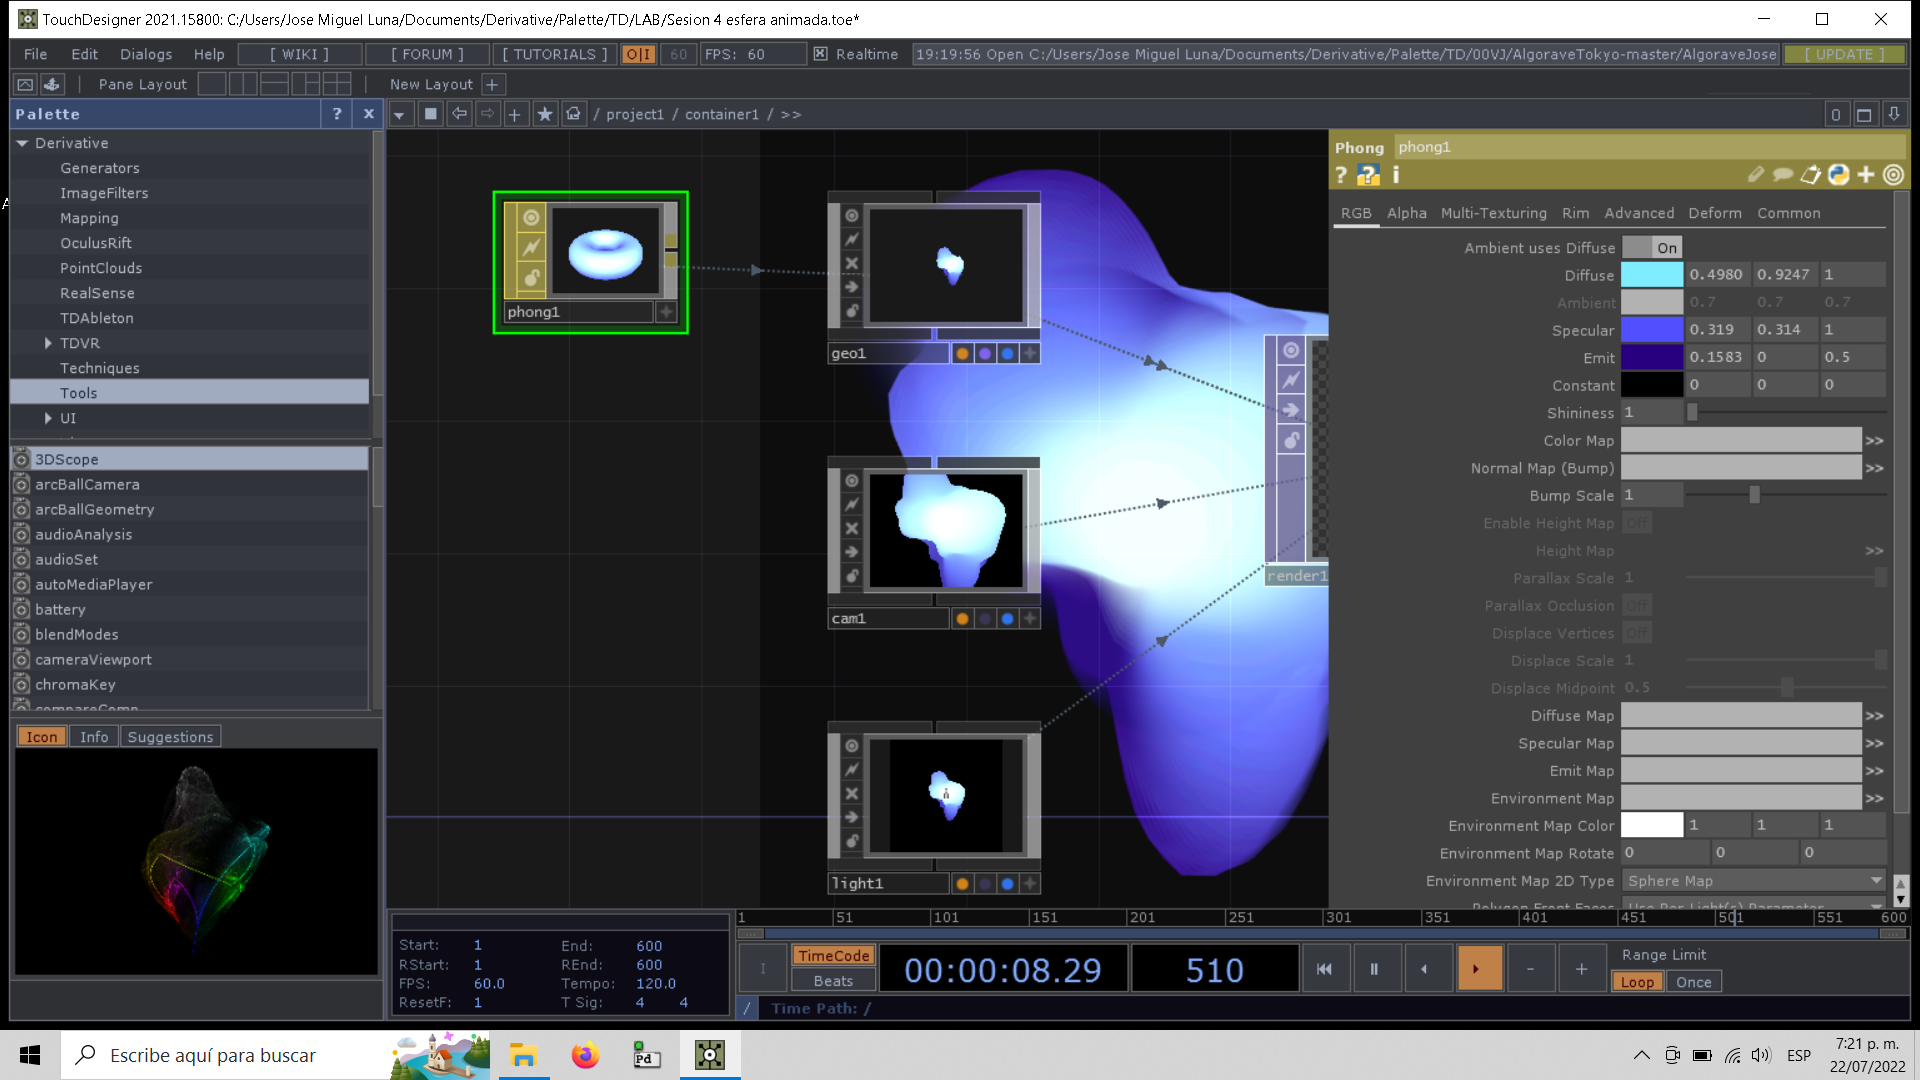 TouchDesigner 2021.15800: C:/Users/Jose Miguel Luna/Documents/Derivative/Palette/TD/LAB/Sesion 4 esfera animada.toe*
File Edit Dialogs Help [ WIKI ] [ FORUM ] [ TUTORIALS ] O|I 60 FPS: 60 Realtime 19:19:56 Open C:/Users/Jose Miguel Luna/Documents/Derivative/Palette/TD/00VJ/AlgoraveTokyo-master/AlgoraveJose [ UPDATE ]
Pane Layout New Layout +
Palette ? x
/ project1 / container1 / >> 0
Derivative
Generators
ImageFilters
Mapping
OculusRift
PointClouds
RealSense
TDAbleton
TDVR
Techniques
Tools
UI
3DScope
arcBallCamera
arcBallGeometry
audioAnalysis
audioSet
autoMediaPlayer
battery
blendModes
cameraViewport
chromaKey
compareComp
Icon Info Suggestions
phong1
geo1
cam1
light1
render1
Phong phong1
? ? i
RGB Alpha Multi-Texturing Rim Advanced Deform Common
Ambient uses Diffuse On
Diffuse 0.4980 0.9247 1
Ambient 0.7 0.7 0.7
Specular 0.319 0.314 1
Emit 0.1583 0 0.5
Constant 0 0 0
Shininess 1
Color Map >>
Normal Map (Bump) >>
Bump Scale 1
Enable Height Map Off
Height Map >>
Parallax Scale 1
Parallax Occlusion Off
Displace Vertices Off
Displace Scale 1
Displace Midpoint 0.5
Diffuse Map >>
Specular Map >>
Emit Map >>
Environment Map >>
Environment Map Color 1 1 1
Environment Map Rotate 0 0 0
Environment Map 2D Type Sphere Map
Polygon Front Faces Use Per Light(s) Parameter
1 51 101 151 201 251 301 351 401 451 501 551 600
Start: 1 End: 600
RStart: 1 REnd: 600
FPS: 60.0 Tempo: 120.0
ResetF: 1 T Sig: 4 4
I TimeCode Beats 00:00:08.29 510 - +
Range Limit
Loop Once
/ Time Path: /
Escribe aquí para buscar
Pd
ESP
7:21 p. m.
22/07/2022